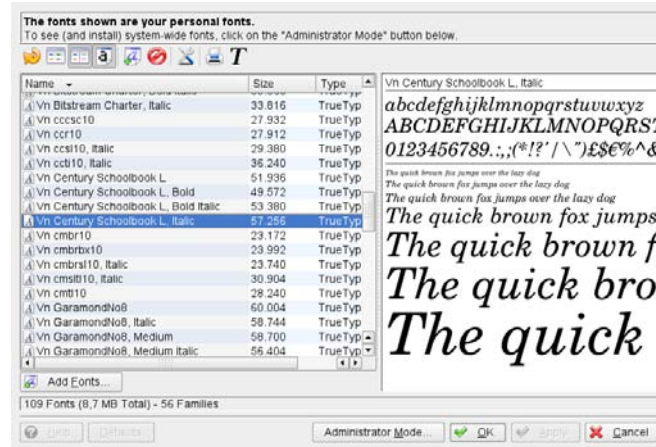 The fonts shown are your personal fonts.
To see (and install) system-wide fonts, click on the "Administrator Mode" button below.
a T
Name Size Type
Vn Bitstream Charter, Italic 33.816 TrueTyp
Vn cccsc10 27.932 TrueTyp
Vn ccr10 27.912 TrueTyp
Vn ccsl10, Italic 29.380 TrueTyp
Vn ccti10, Italic 36.240 TrueTyp
Vn Century Schoolbook L 51.936 TrueTyp
Vn Century Schoolbook L, Bold 49.572 TrueTyp
Vn Century Schoolbook L, Bold Italic 53.380 TrueTyp
Vn Century Schoolbook L, Italic 57.256 TrueTyp
Vn cmbr10 23.172 TrueTyp
Vn cmbrbx10 23.992 TrueTyp
Vn cmbrsl10, Italic 23.740 TrueTyp
Vn cmsltl10, Italic 30.904 TrueTyp
Vn cmtl10 28.240 TrueTyp
Vn GaramondNo8 60.004 TrueTyp
Vn GaramondNo8, Italic 58.744 TrueTyp
Vn GaramondNo8, Medium 58.700 TrueTyp
Vn GaramondNo8, Medium Italic 56.404 TrueTyp
Add Fonts...
Vn Century Schoolbook L, Italic
abcdefghijklmnopqrstuvwxyz
ABCDEFGHIJKLMNOPQRST
0123456789.:,;(*!?'/\")£$€%^&
The quick brown fox jumps over the lazy dog
The quick brown fox jumps over the lazy dog
The quick brown fox jumps over the lazy dog
The quick brown fox jumps
The quick brown f
The quick bro
The quick
109 Fonts (8,7 MB Total) - 56 Families
Help Defaults Administrator Mode... OK Apply Cancel